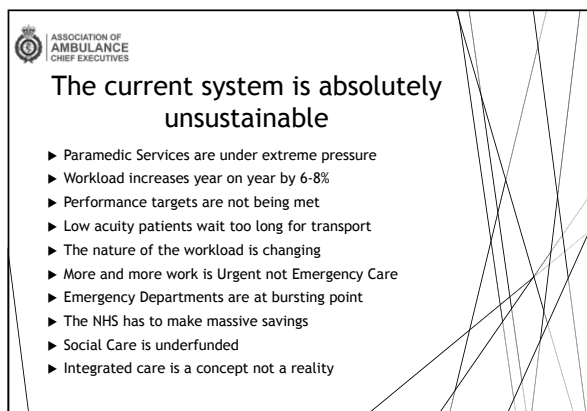 ASSOCIATION OF
AMBULANCE
CHIEF EXECUTIVES
The current system is absolutely
unsustainable
Paramedic Services are under extreme pressure
Workload increases year on year by 6-8%
Performance targets are not being met
Low acuity patients wait too long for transport
The nature of the workload is changing
More and more work is Urgent not Emergency Care
Emergency Departments are at bursting point
The NHS has to make massive savings
Social Care is underfunded
Integrated care is a concept not a reality